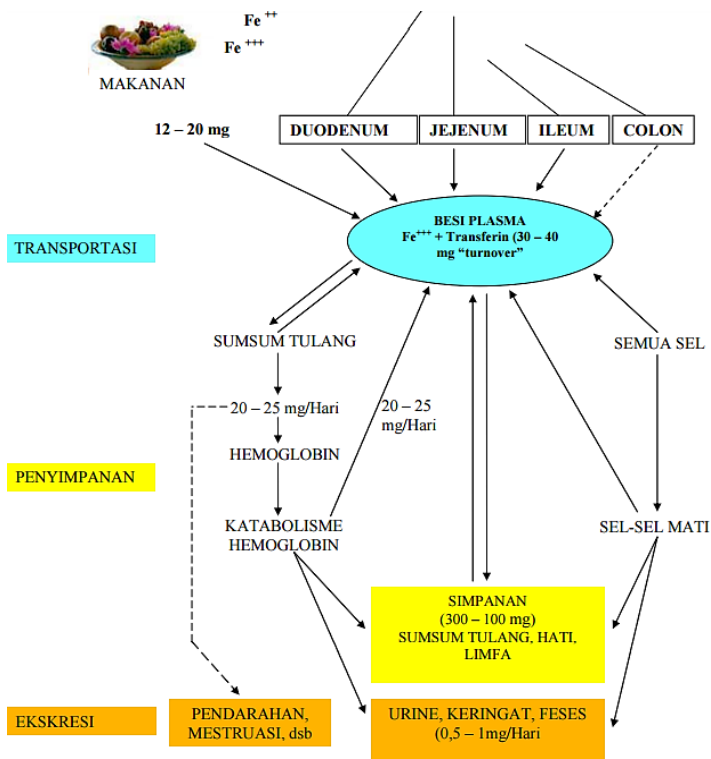 Fe ++
Fe +++
MAKANAN
12 – 20 mg
DUODENUM
JEJENUM
ILEUM
COLON
BESI PLASMA
Fe+++ + Transferin (30 – 40
mg “turnover”
TRANSPORTASI
SUMSUM TULANG
SEMUA SEL
20 – 25 mg/Hari
20 – 25
mg/Hari
HEMOGLOBIN
PENYIMPANAN
KATABOLISME
HEMOGLOBIN
SEL-SEL MATI
SIMPANAN
(300 – 100 mg)
SUMSUM TULANG, HATI,
LIMFA
EKSKRESI
PENDARAHAN,
MESTRUASI, dsb
URINE, KERINGAT, FESES
(0,5 – 1mg/Hari